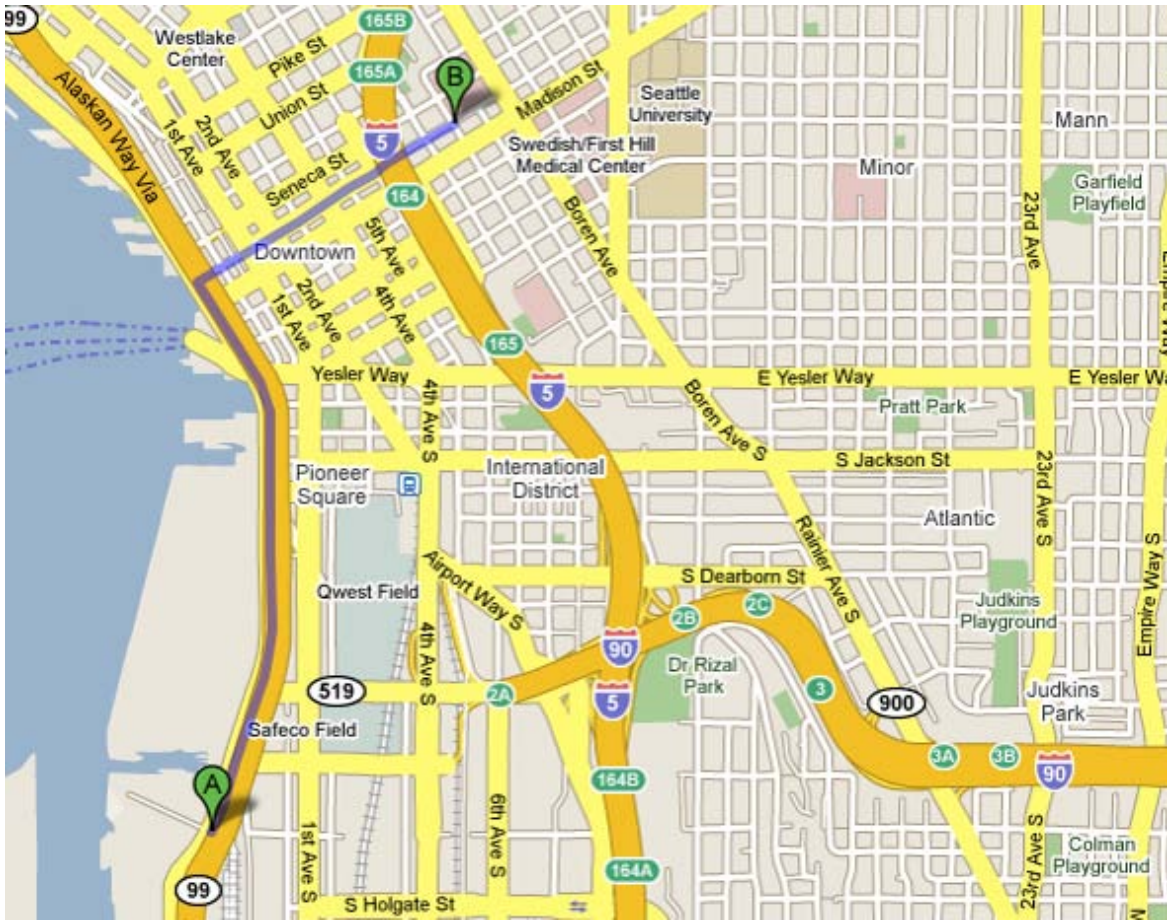 99
165B
Westlake
Center
Pike St
165A
B
Alaskan Way Via
Union St
2nd Ave
1st Ave
5
Madison St
Seattle
University
Mann
Seneca St
Swedish/First Hill
Medical Center
Minor
164
Garfield
Playfield
Boren Ave
23rd Ave
5th Ave
Downtown
2nd Ave
4th Ave
1st Ave
165
Yesler Way
5
E Yesler Way
E Yesler Way
4th Ave S
Boren Ave S
Pratt Park
Pioneer
Square
International
District
S Jackson St
23rd Ave S
Atlantic
Rainier Ave S
Airport Way S
Qwest Field
S Dearborn St
2B
2C
Judkins
Playground
Empire Way S
4th Ave S
90
519
2A
Dr Rizal
Park
3
900
5
Judkins
Park
Safeco Field
A
164B
3A
3B
90
1st Ave S
6th Ave S
23rd Ave S
Colman
Playground
99
164A
S Holgate St